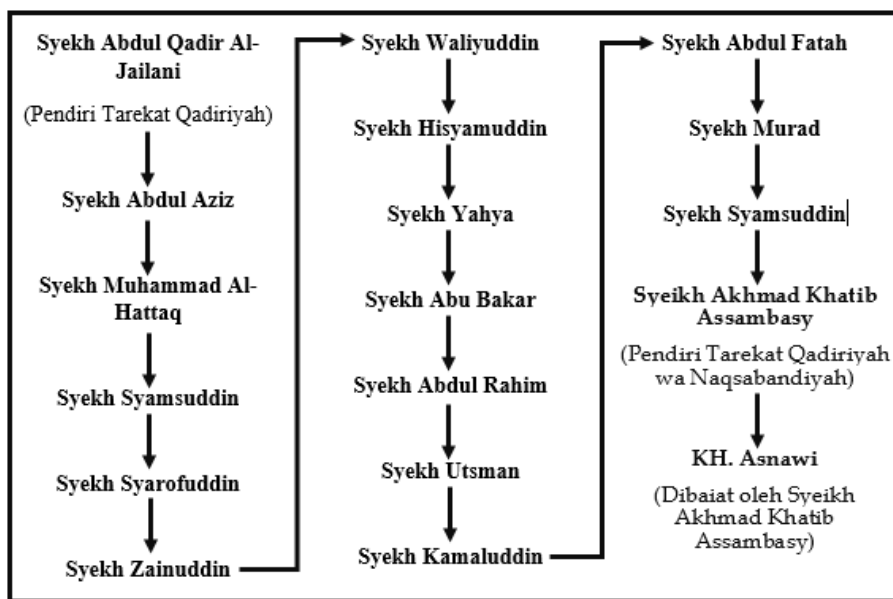 Syekh Abdul Qadir Al-
Jailani
(Pendiri Tarekat Qadiriyah)
Syekh Abdul Aziz
Syekh Muhammad Al-
Hattaq
Syekh Syamsuddin
Syekh Syarofuddin
Syekh Zainuddin
Syekh Waliyuddin
Syekh Hisyamuddin
Syekh Yahya
Syekh Abu Bakar
Syekh Abdul Rahim
Syekh Utsman
Syekh Kamaluddin
Syekh Abdul Fatah
Syekh Murad
Syekh Syamsuddin
Syeikh Akhmad Khatib
Assambasy
(Pendiri Tarekat Qadiriyah
wa Naqsabandiyah)
KH. Asnawi
(Dibaiat oleh Syeikh
Akhmad Khatib
Assambasy)